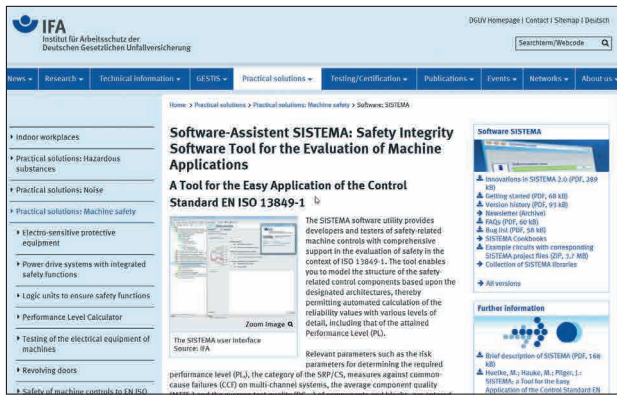 DGUV Homepage | Contact | Sitemap | Deutsch
IFA
Institut für Arbeitsschutz der
Deutschen Gesetzlichen Unfallversicherung
Searchterm/Webcode
News
Research
Technical information
GESTIS
Practical solutions
Testing/Certification
Publications
Events
Networks
About us
Home > Practical solutions > Practical solutions: Machine safety > Software: SISTEMA
Indoor workplaces
Practical solutions: Hazardous
substances
Practical solutions: Noise
Practical solutions: Machine safety
Electro-sensitive protective
equipment
Power drive systems with integrated
safety functions
Logic units to ensure safety functions
Performance Level Calculator
Testing of the electrical equipment of
machines
Revolving doors
Safety of machine controls to EN ISO
Software-Assistent SISTEMA: Safety Integrity
Software Tool for the Evaluation of Machine
Applications
A Tool for the Easy Application of the Control
Standard EN ISO 13849-1
Zoom Image
The SISTEMA user interface
Source: IFA
The SISTEMA software utility provides
developers and testers of safety-related
machine controls with comprehensive
support in the evaluation of safety in the
context of ISO 13849-1. The tool enables
you to model the structure of the safety-
related control components based upon the
designated architectures, thereby
permitting automated calculation of the
reliability values with various levels of
detail, including that of the attained
Performance Level (PL).
Relevant parameters such as the risk
parameters for determining the required
performance level (PLr), the category of the SRP/CS, measures against common-
cause failures (CCF) on multi-channel systems, the average component quality
Software SISTEMA
Innovations in SISTEMA 2.0 (PDF, 289
kB)
Getting started (PDF, 68 kB)
Version history (PDF, 93 kB)
Newsletter (Archive)
FAQs (PDF, 60 kB)
Bug list (PDF, 58 kB)
SISTEMA Cookbooks
Example circuits with corresponding
SISTEMA project files (ZIP, 3.7 MB)
Collection of SISTEMA libraries
All versions
Further information
Brief description of SISTEMA (PDF, 168
kB)
Huelke, M.; Hauke, M.; Pilger, J.:
SISTEMA: a Tool for the Easy
Application of the Control Standard EN